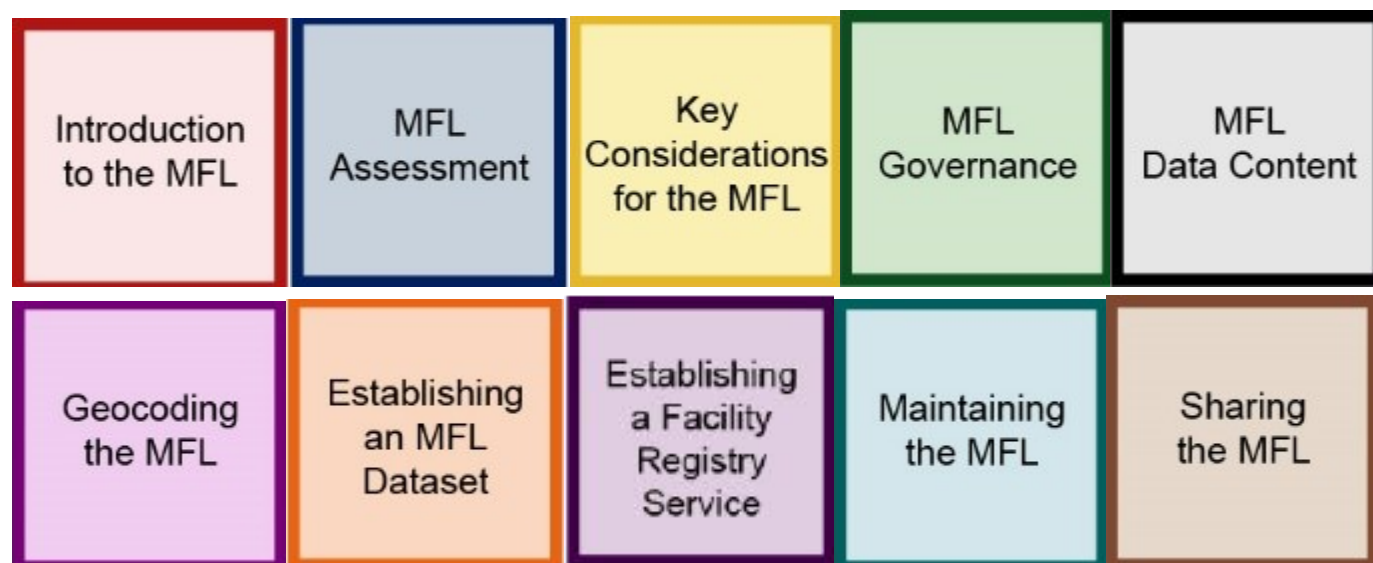 Introduction
to the MFL
MFL
Assessment
Key
Considerations
for the MFL
MFL
Governance
MFL
Data Content
Geocoding
the MFL
Establishing
an MFL
Dataset
Establishing
a Facility
Registry
Service
Maintaining
the MFL
Sharing
the MFL